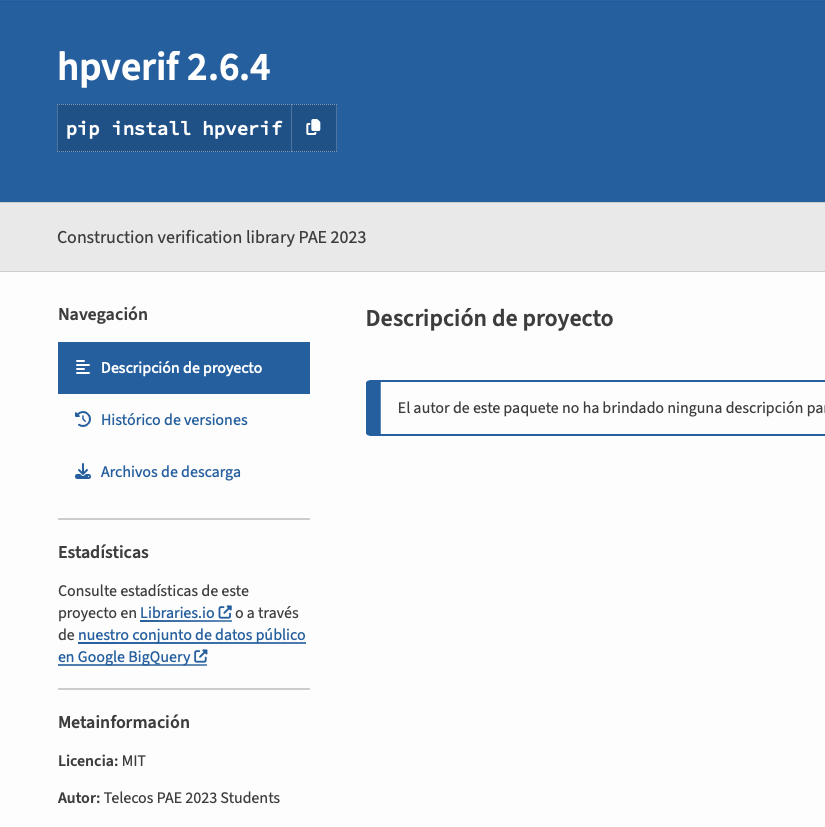 hpverif 2.6.4
pip install hpverif
Construction verification library PAE 2023
Navegación
Descripción de proyecto
Histórico de versiones
Archivos de descarga
Estadísticas
Consulte estadísticas de este
proyecto en Libraries.io o a través
de nuestro conjunto de datos público
en Google BigQuery
Metainformación
Licencia: MIT
Autor: Telecos PAE 2023 Students
Descripción de proyecto
El autor de este paquete no ha brindado ninguna descripción